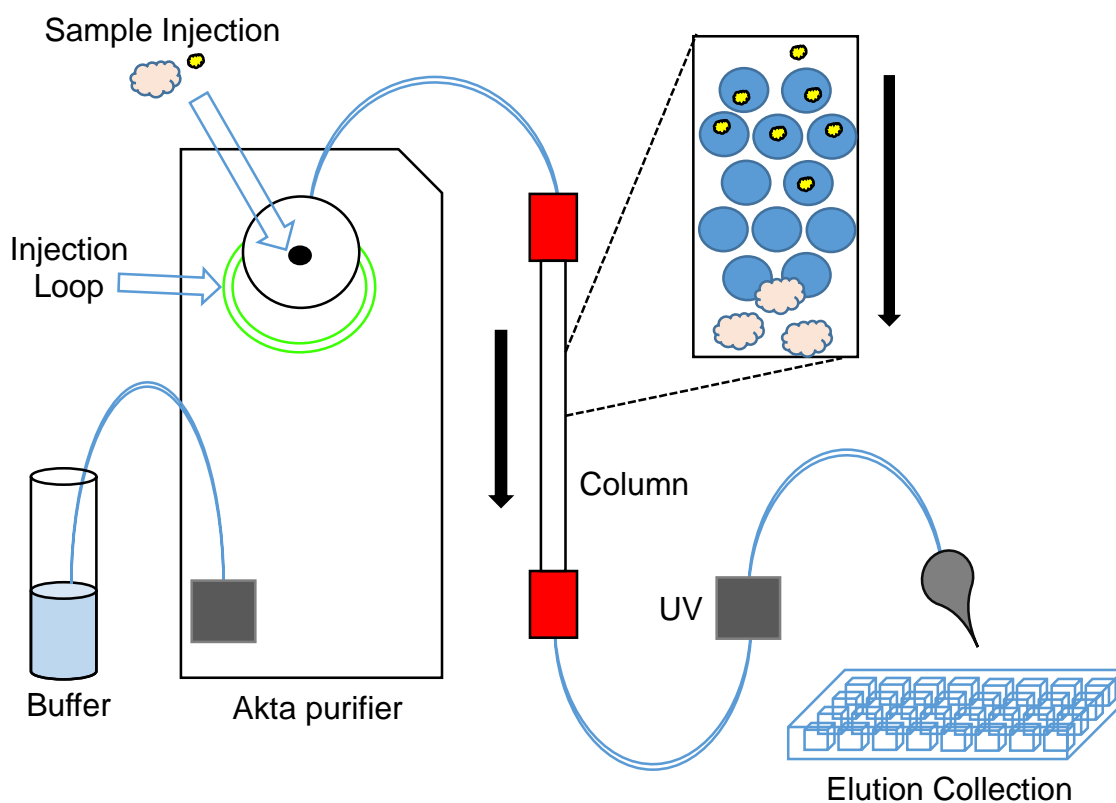 Sample Injection
Injection
Loop
Column
UV
Buffer
Akta purifier
Elution Collection